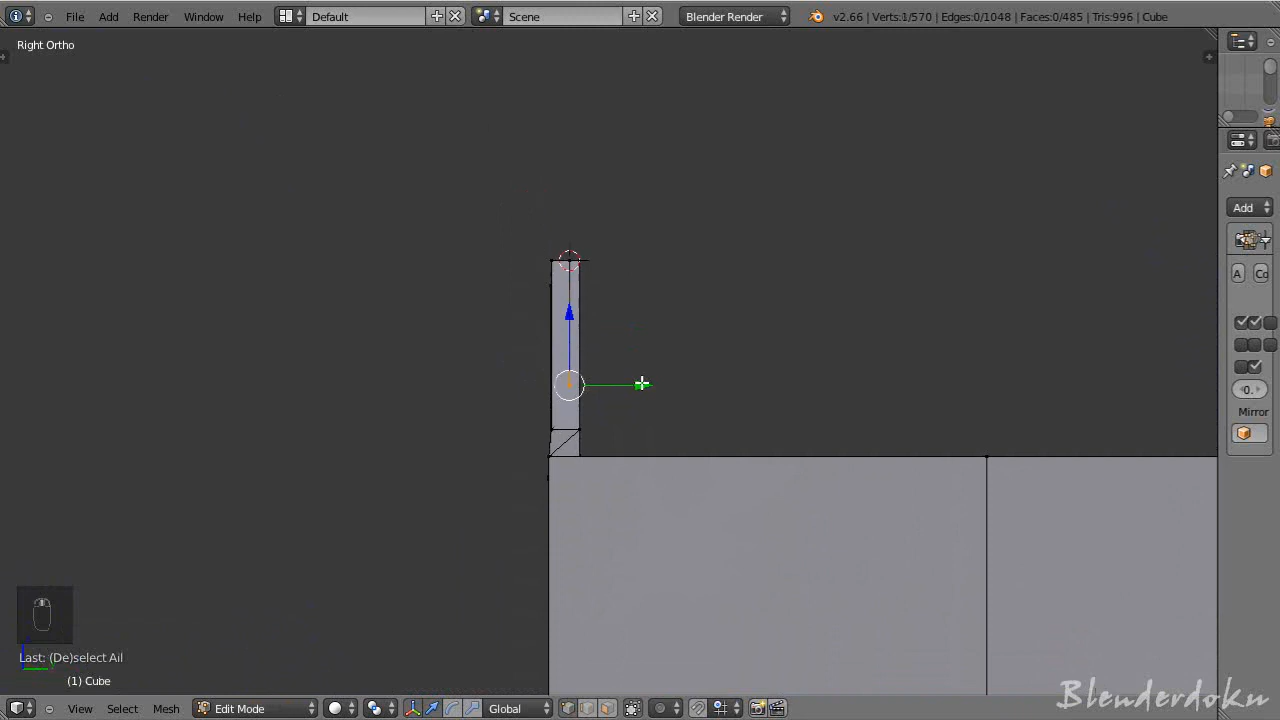 File Add Render Window Help Default Scene Blender Render v2.66 | Verts:1/570 | Edges:0/1048 | Faces:0/485 | Tris:996 | Cube
Right Ortho
Add
A Co
0.
Mirror
Last: (De)select All
(1) Cube
View Select Mesh Edit Mode Global
Blenderdoku